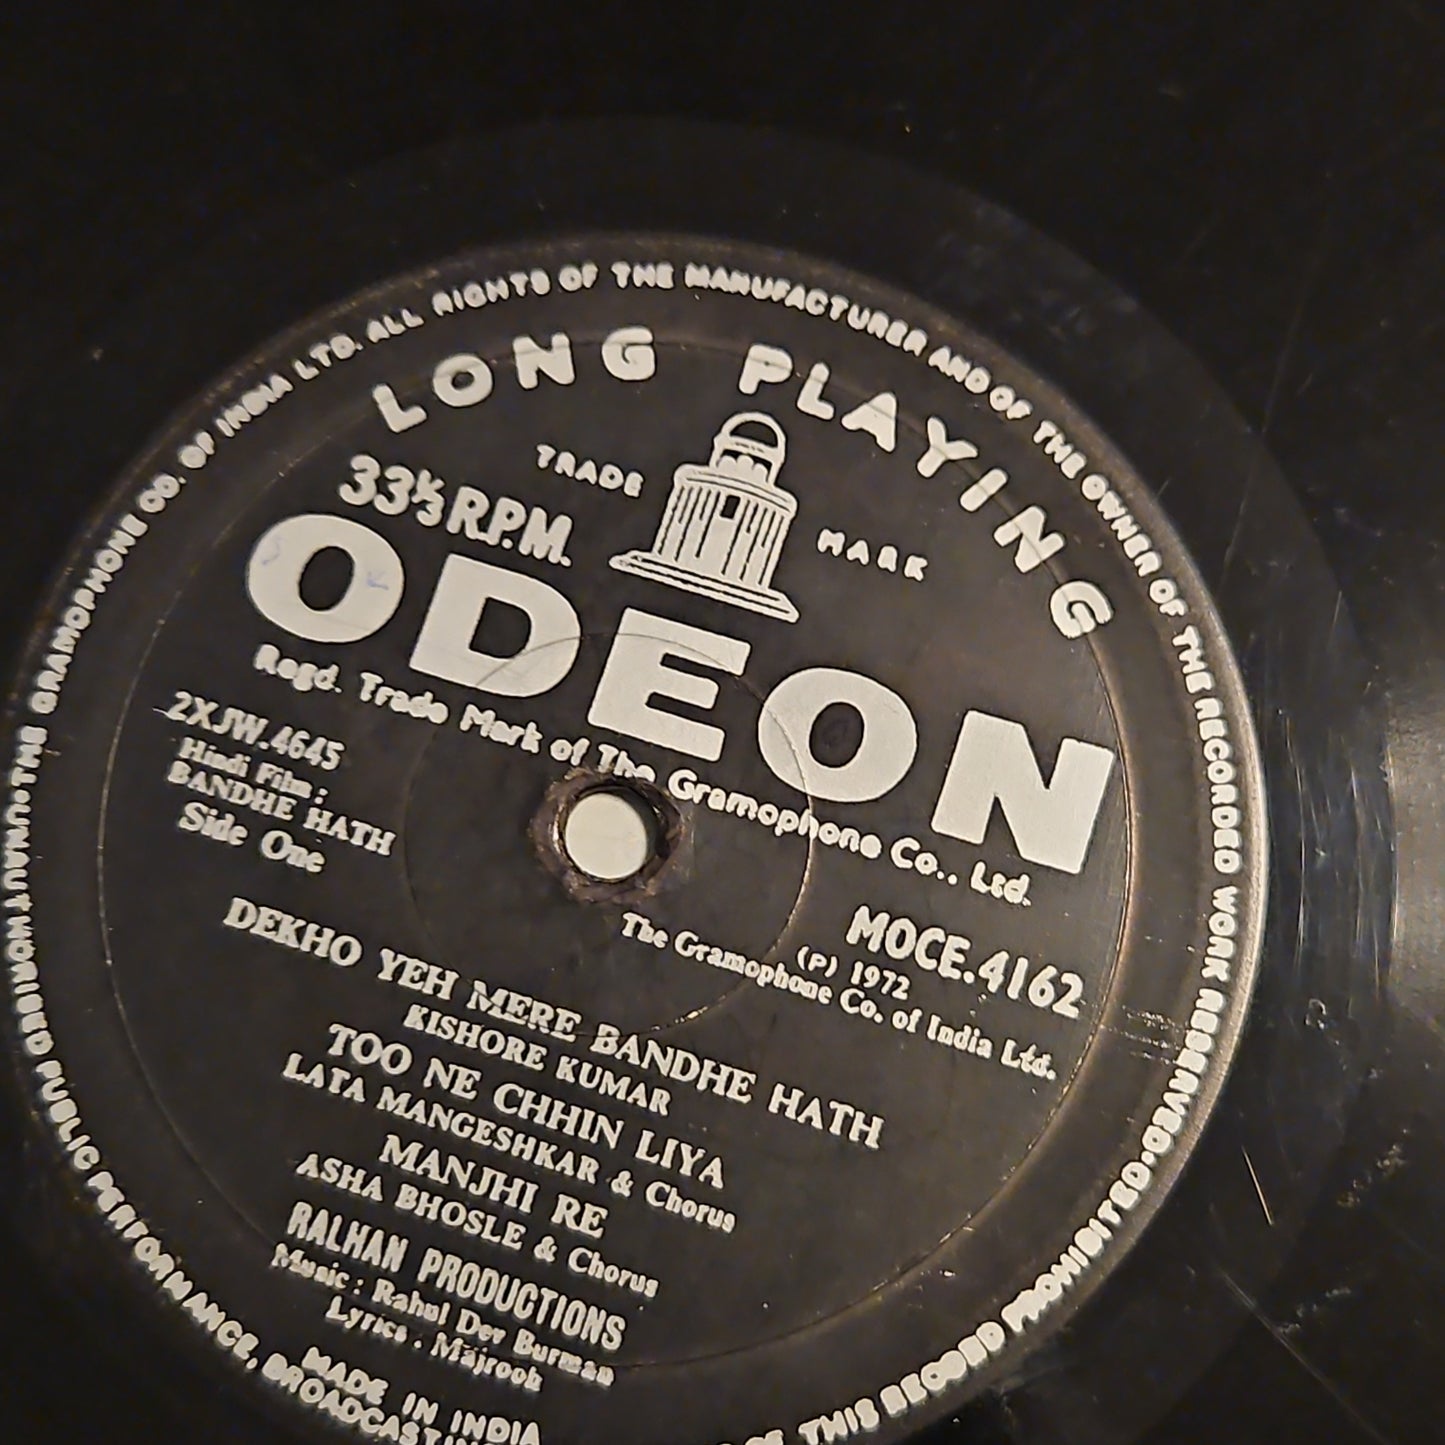 THE GRAMOPHONE CO. OF INDIA LTD. ALL RIGHTS OF THE MANUFACTURER AND OF THE OWNER OF THE RECORDED WORK RESERVED. UNAUTHORISED PUBLIC PERFORMANCE, BROADCASTING
OF THIS RECORD PROHIBITED.
LONG PLAYING
TRADE MARK
33⅓ R.P.M.
ODEON
Regd. Trade Mark of The Gramophone Co., Ltd.
2XJW.4645
Hindi Film :
BANDHE HATH
Side One
MOCE.4162
(P) 1972
The Gramophone Co. of India Ltd.
DEKHO YEH MERE BANDHE HATH
KISHORE KUMAR
TOO NE CHHIN LIYA
LATA MANGESHKAR & Chorus
MANJHI RE
ASHA BHOSLE & Chorus
RALHAN PRODUCTIONS
Music : Rahul Dev Burman
Lyrics : Majrooh
MADE IN INDIA